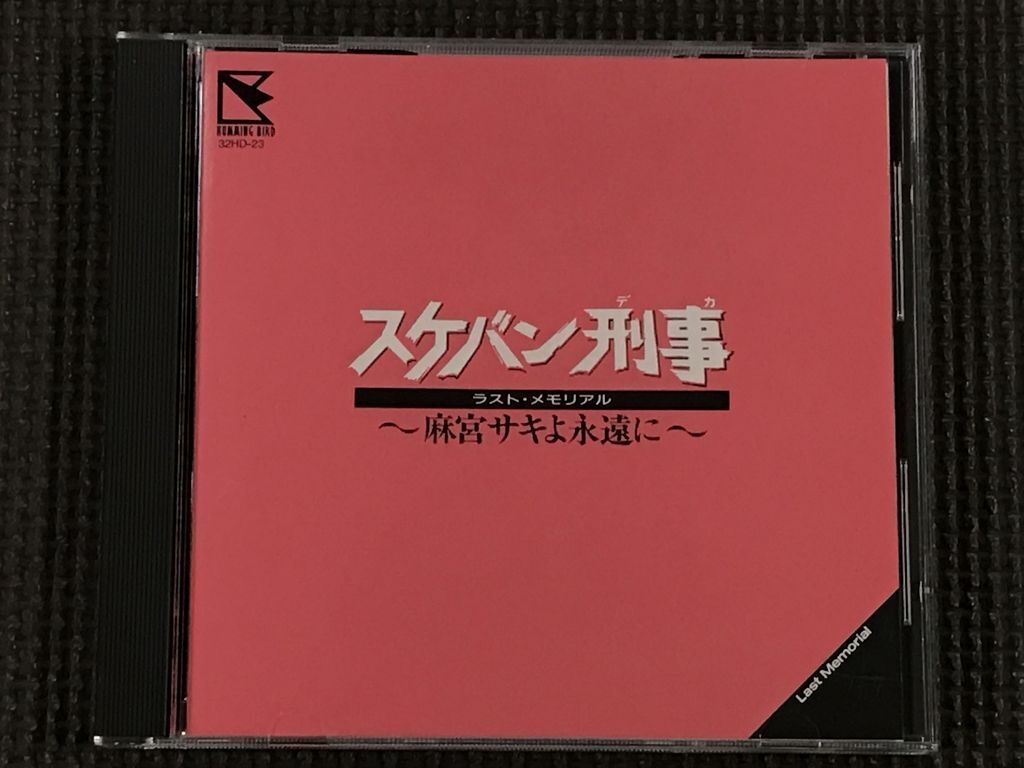 HUMMING BIRD
32HD-23
デカ
スケバン刑事
ラスト・メモリアル
〜麻宮サキよ永遠に〜
Last Memorial